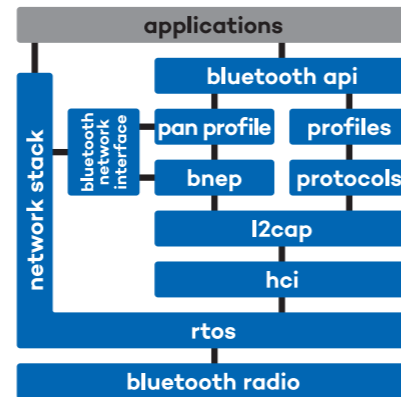 applications
bluetooth api
network stack
bluetooth
network
interface
pan profile
profiles
bnep
protocols
l2cap
hci
rtos
bluetooth radio